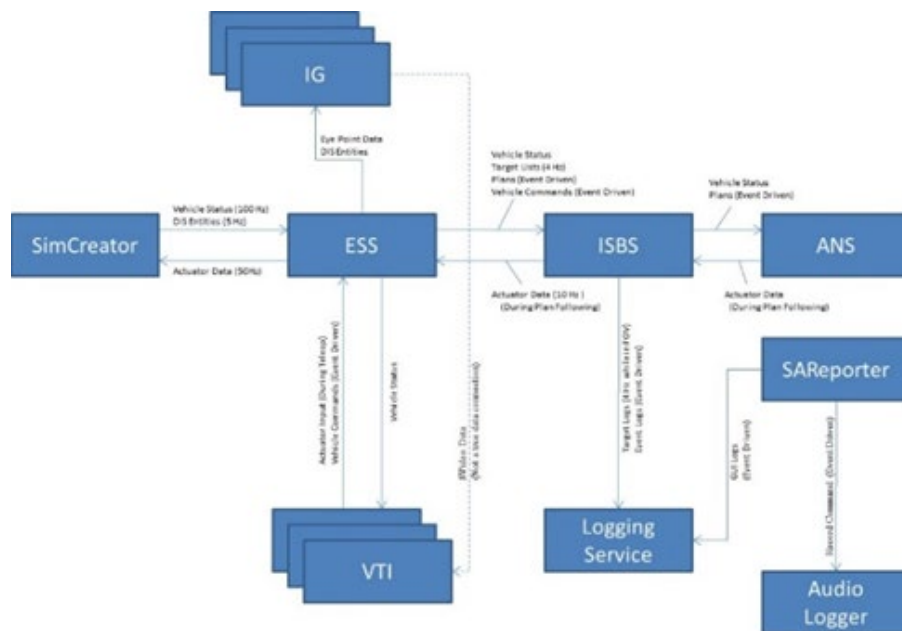 IG
Eye Point Data
DIS Entities
Vehicle Status
Target Lists (4 Hz)
Plans (Event Driven)
Vehicle Commands (Event Driven)
Vehicle Status
Plans (Event Driven)
Vehicle Status (100 Hz)
DIS Entities (5 Hz)
SimCreator
ESS
ISBS
ANS
Actuator Data (50Hz)
Actuator Data (10 Hz )
(During Plan Following)
Actuator Data
(During Plan Following)
Actuator Input (During Teleop)
Vehicle Commands (Event Driven)
Vehicle Status
Video Data
(Not a true data connection)
Target Logs (4 Hz while in FOV)
Event Logs (Event Driven)
SAReporter
GUI Logs
(Event Driven)
Record Command (Event Driven)
VTI
Logging
Service
Audio
Logger